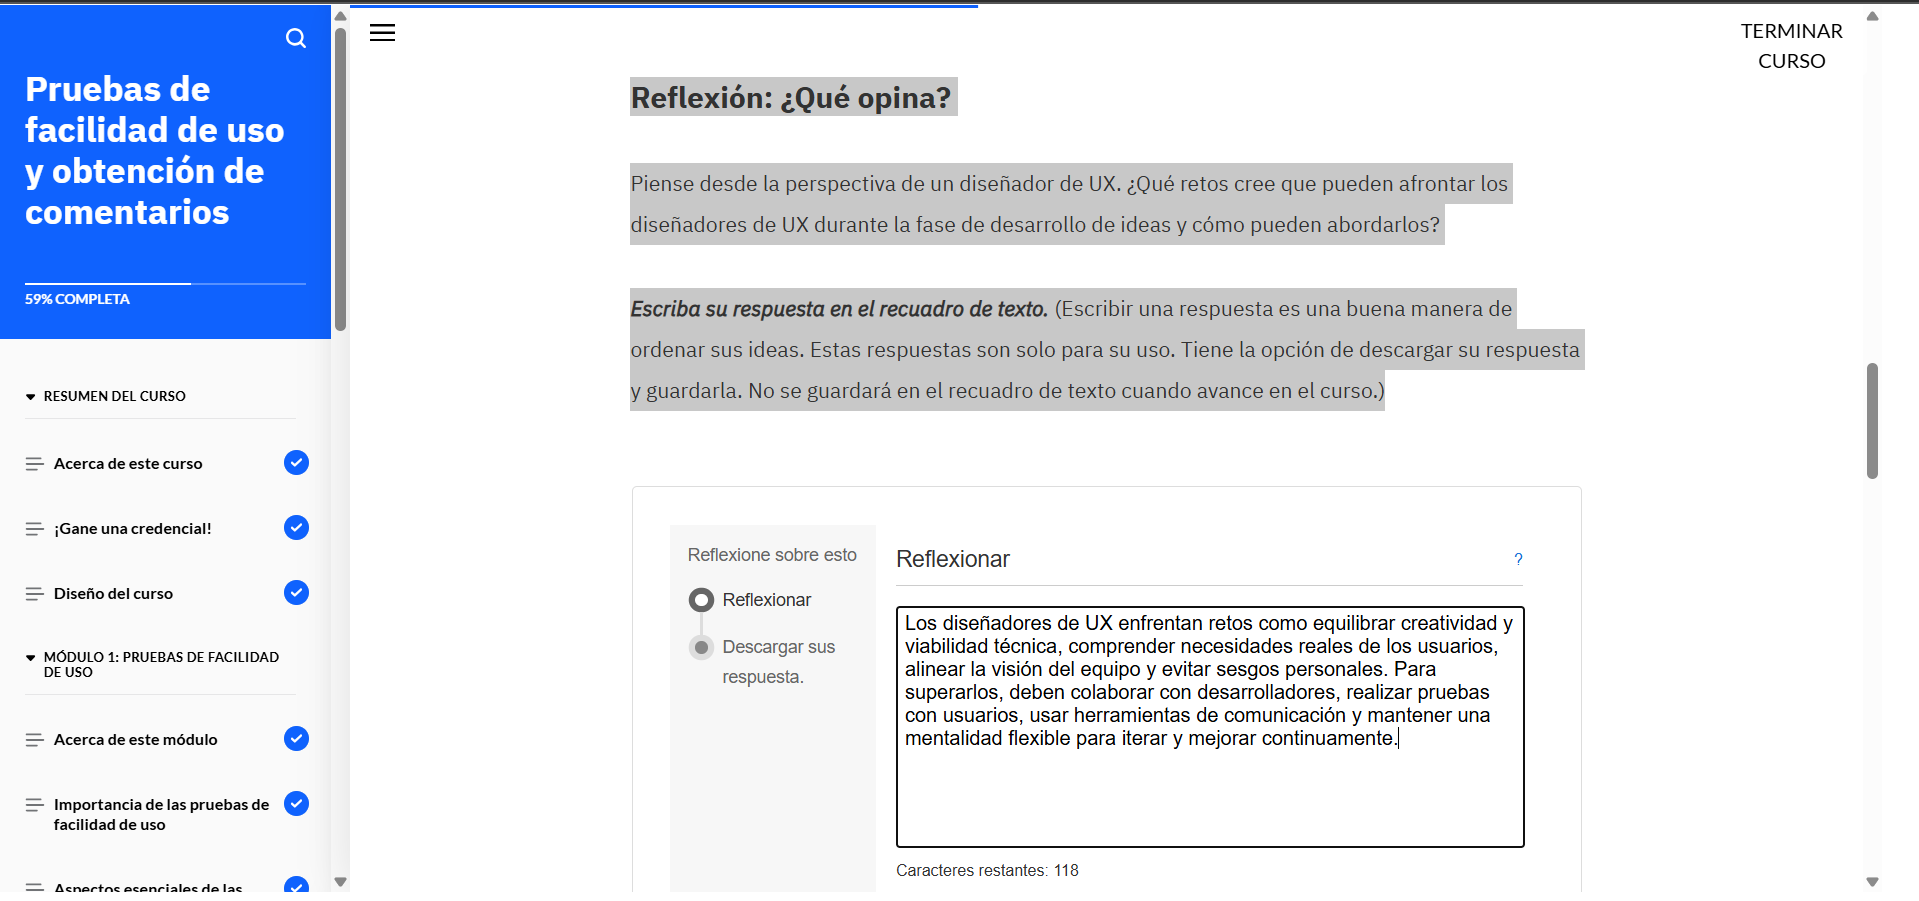 Pruebas de
facilidad de uso
y obtención de
comentarios
59% COMPLETA
RESUMEN DEL CURSO
Acerca de este curso
¡Gane una credencial!
Diseño del curso
MÓDULO 1: PRUEBAS DE FACILIDAD
DE USO
Acerca de este módulo
Importancia de las pruebas de
facilidad de uso
Aspectos esenciales de las
TERMINAR
CURSO
Reflexión: ¿Qué opina?
Piense desde la perspectiva de un diseñador de UX. ¿Qué retos cree que pueden afrontar los
diseñadores de UX durante la fase de desarrollo de ideas y cómo pueden abordarlos?
Escriba su respuesta en el recuadro de texto. (Escribir una respuesta es una buena manera de
ordenar sus ideas. Estas respuestas son solo para su uso. Tiene la opción de descargar su respuesta
y guardarla. No se guardará en el recuadro de texto cuando avance en el curso.)
Reflexione sobre esto
Reflexionar
Descargar sus
respuesta.
Reflexionar
?
Los diseñadores de UX enfrentan retos como equilibrar creatividad y
viabilidad técnica, comprender necesidades reales de los usuarios,
alinear la visión del equipo y evitar sesgos personales. Para
superarlos, deben colaborar con desarrolladores, realizar pruebas
con usuarios, usar herramientas de comunicación y mantener una
mentalidad flexible para iterar y mejorar continuamente.
Caracteres restantes: 118